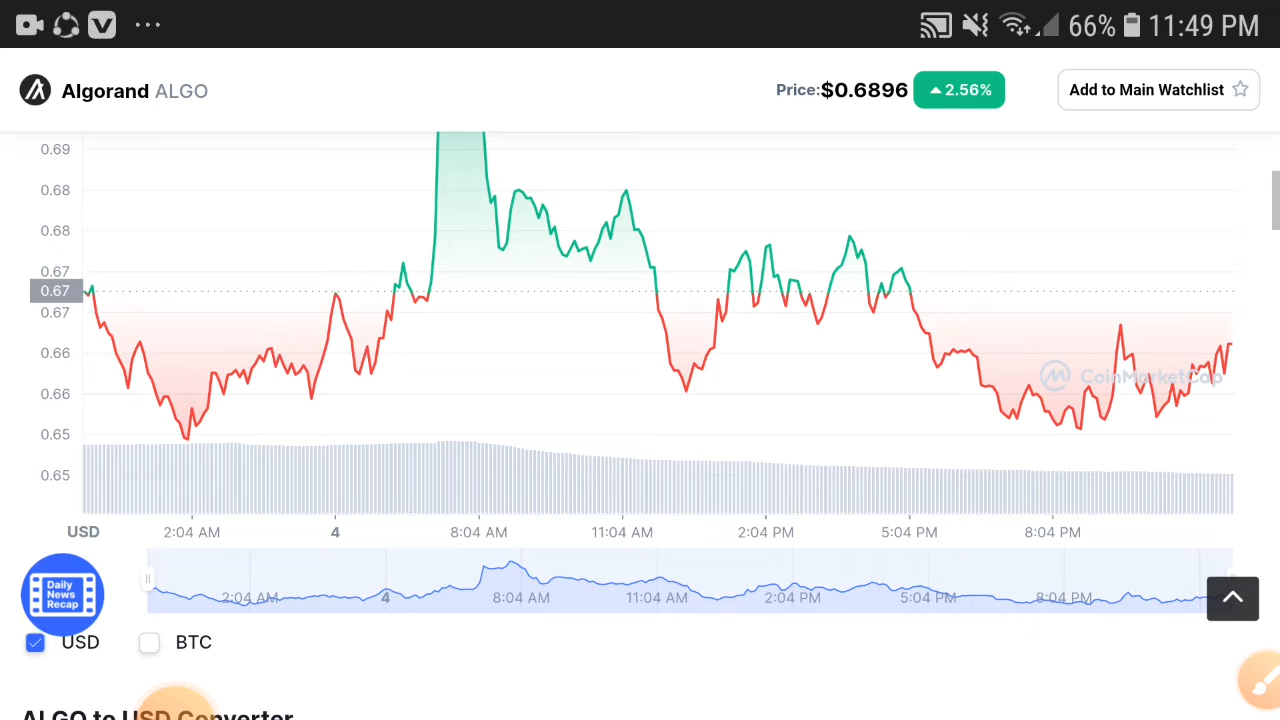 V ... 66% 11:49 PM
Algorand ALGO Price:$0.6896 2.56% Add to Main Watchlist
0.69
0.68
0.68
0.67
0.67
0.67
0.66
CoinMarketCap
0.66
0.65
0.65
USD 2:04 AM 4 8:04 AM 11:04 AM 2:04 PM 5:04 PM 8:04 PM
Daily
News
Recap
2:04 AM 4 8:04 AM 11:04 AM 2:04 PM 5:04 PM 8:04 PM
USD BTC
ALGO to USD Converter